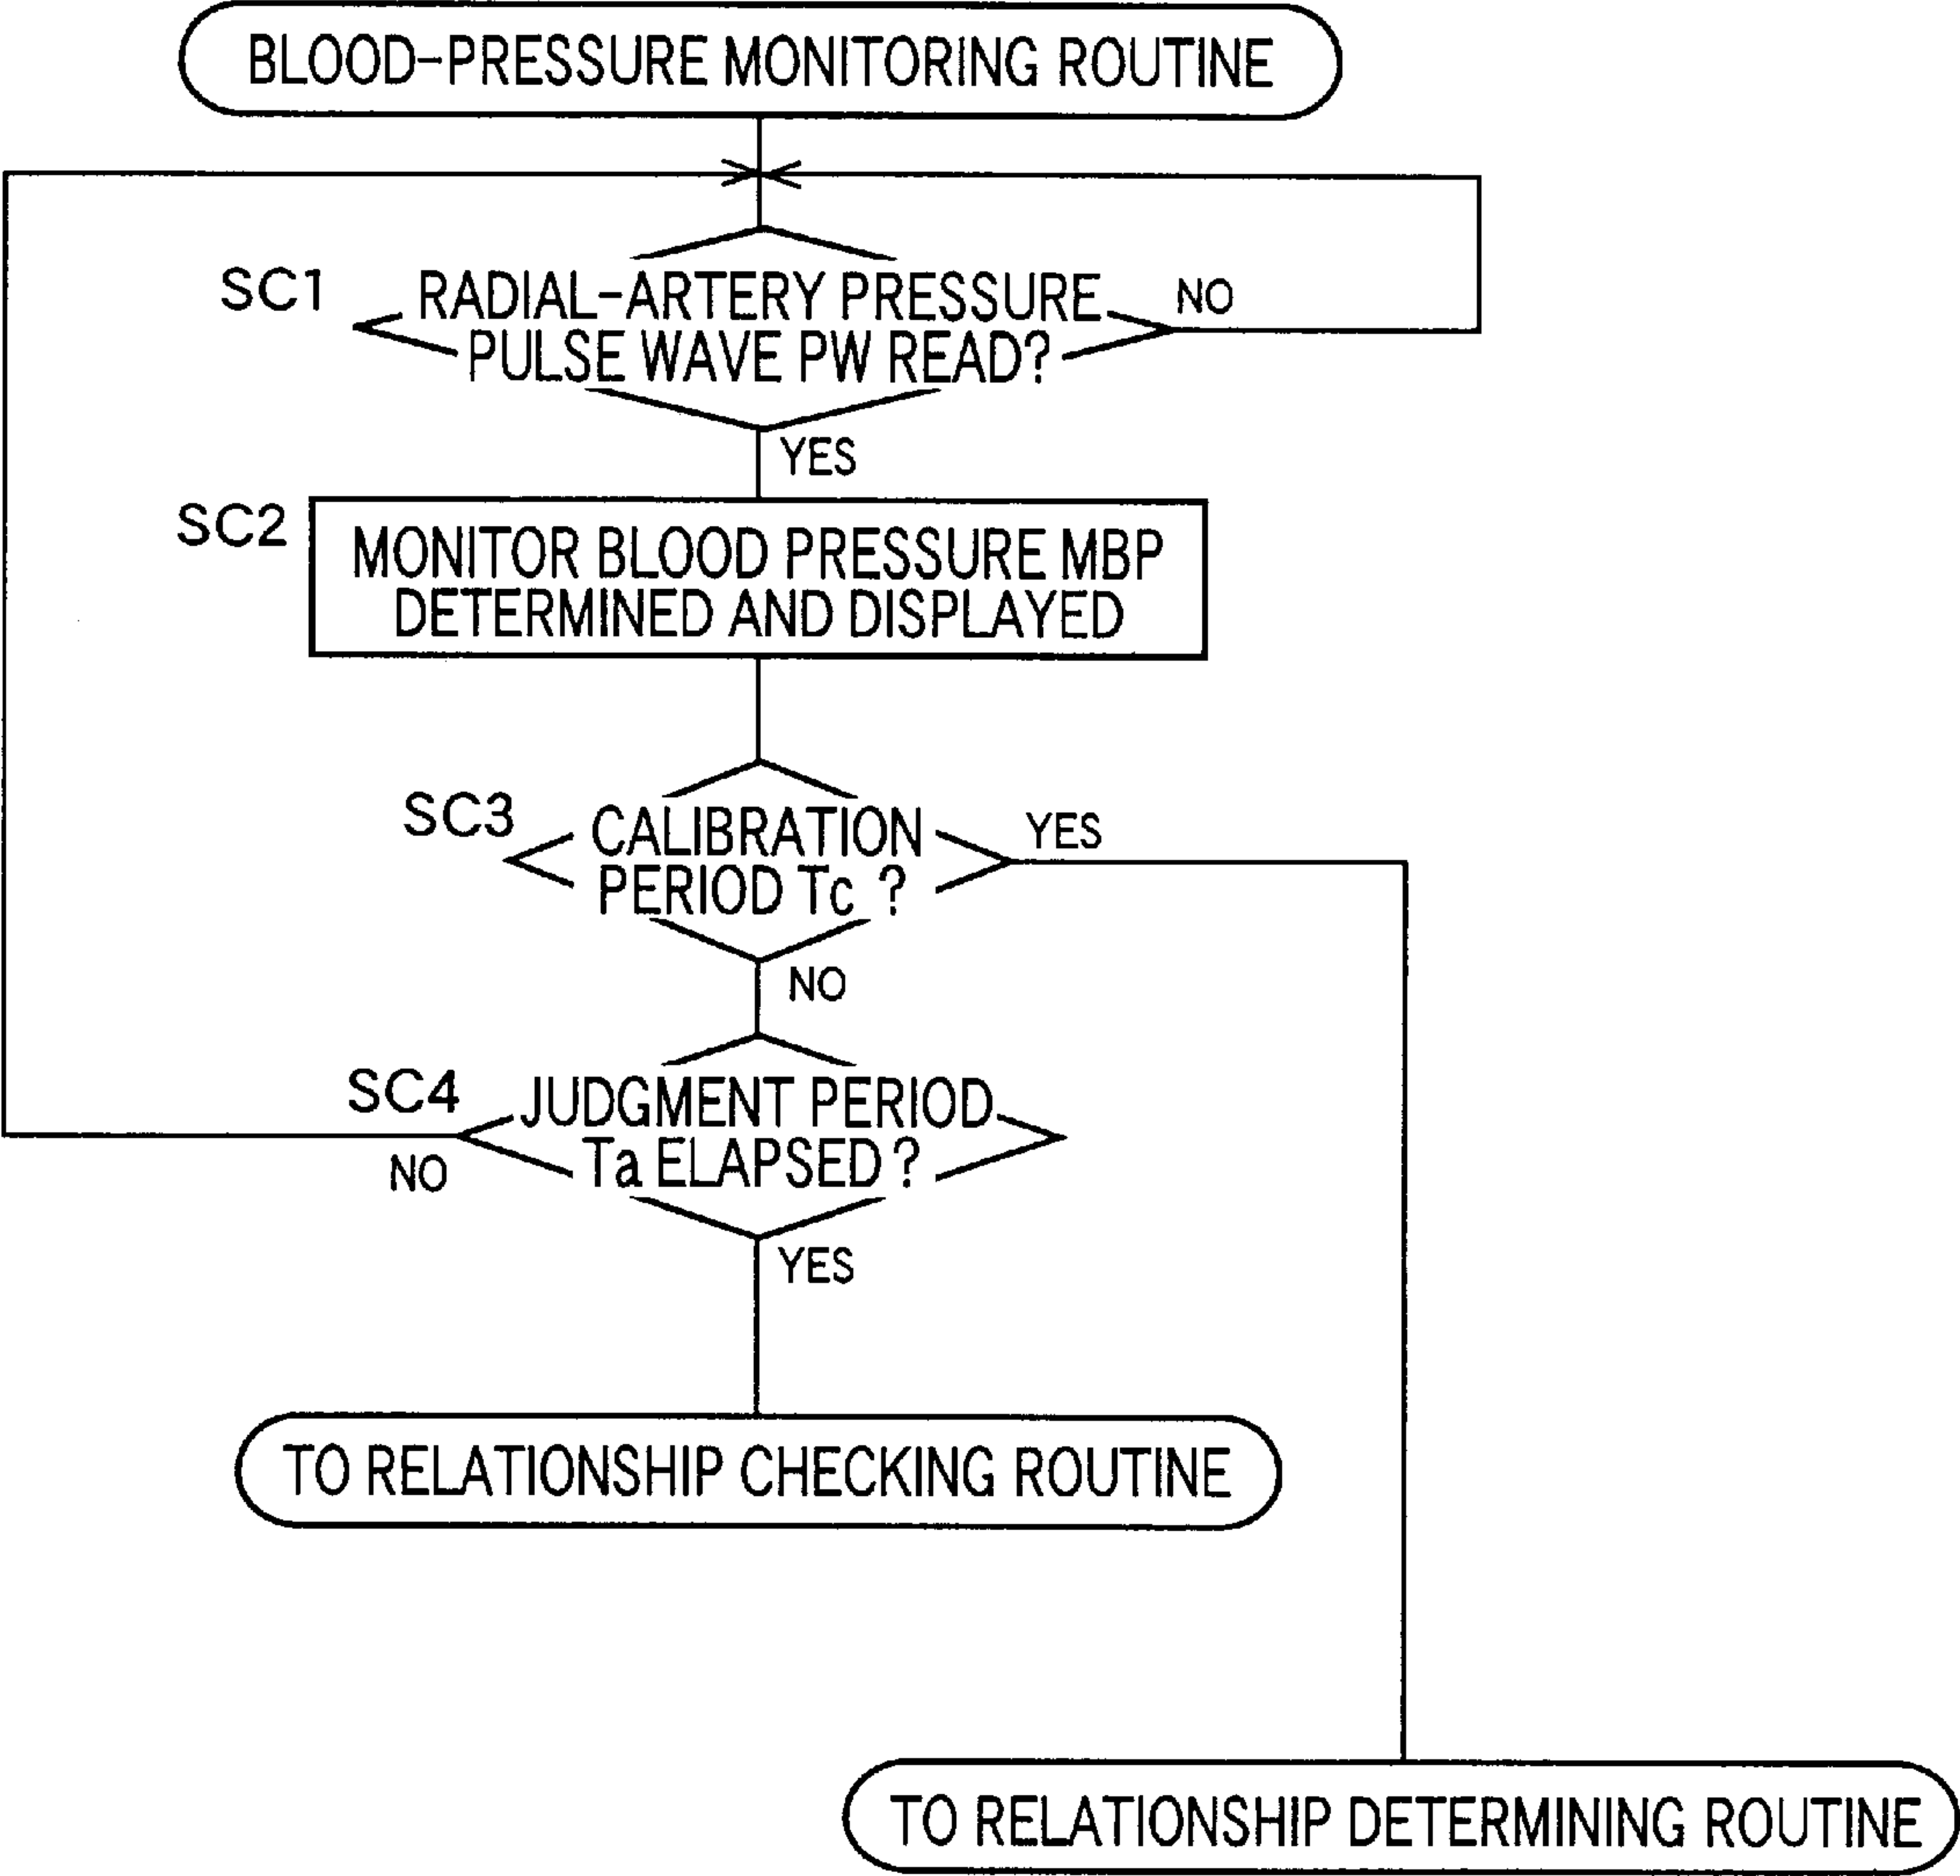 BLOOD-PRESSURE MONITORING ROUTINE
SC1
RADIAL-ARTERY PRESSURE
PULSE WAVE PW READ?
NO
YES
SC2
MONITOR BLOOD PRESSURE MBP
DETERMINED AND DISPLAYED
SC3
CALIBRATION
PERIOD Tc ?
YES
NO
SC4
JUDGMENT PERIOD
Ta ELAPSED ?
NO
YES
TO RELATIONSHIP CHECKING ROUTINE
TO RELATIONSHIP DETERMINING ROUTINE